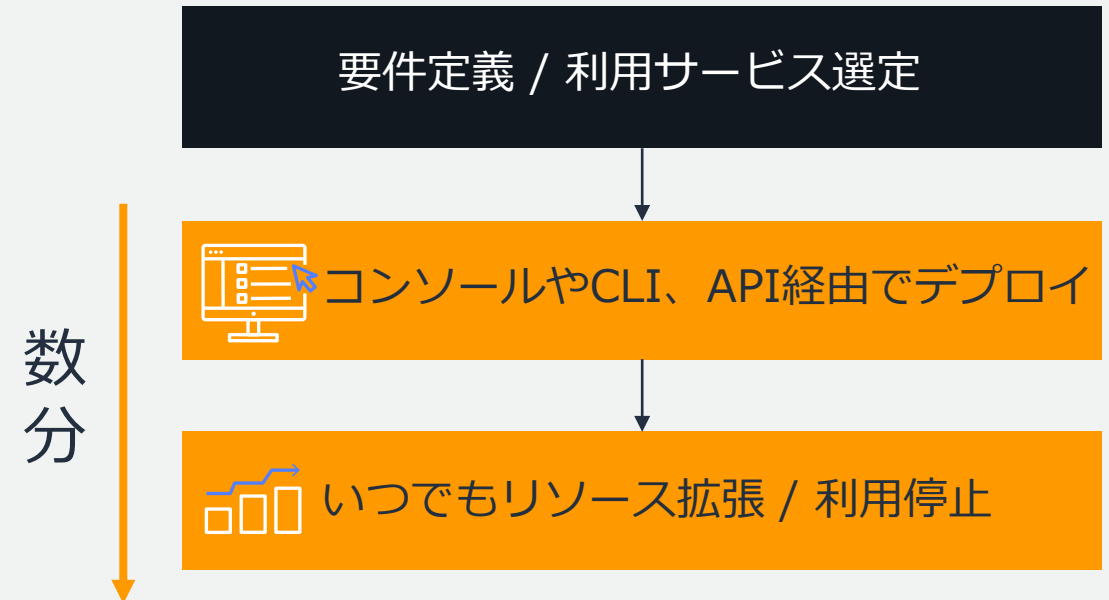 要件定義 / 利用サービス選定
数分
コンソールやCLI、API経由でデプロイ
いつでもリソース拡張 / 利用停止